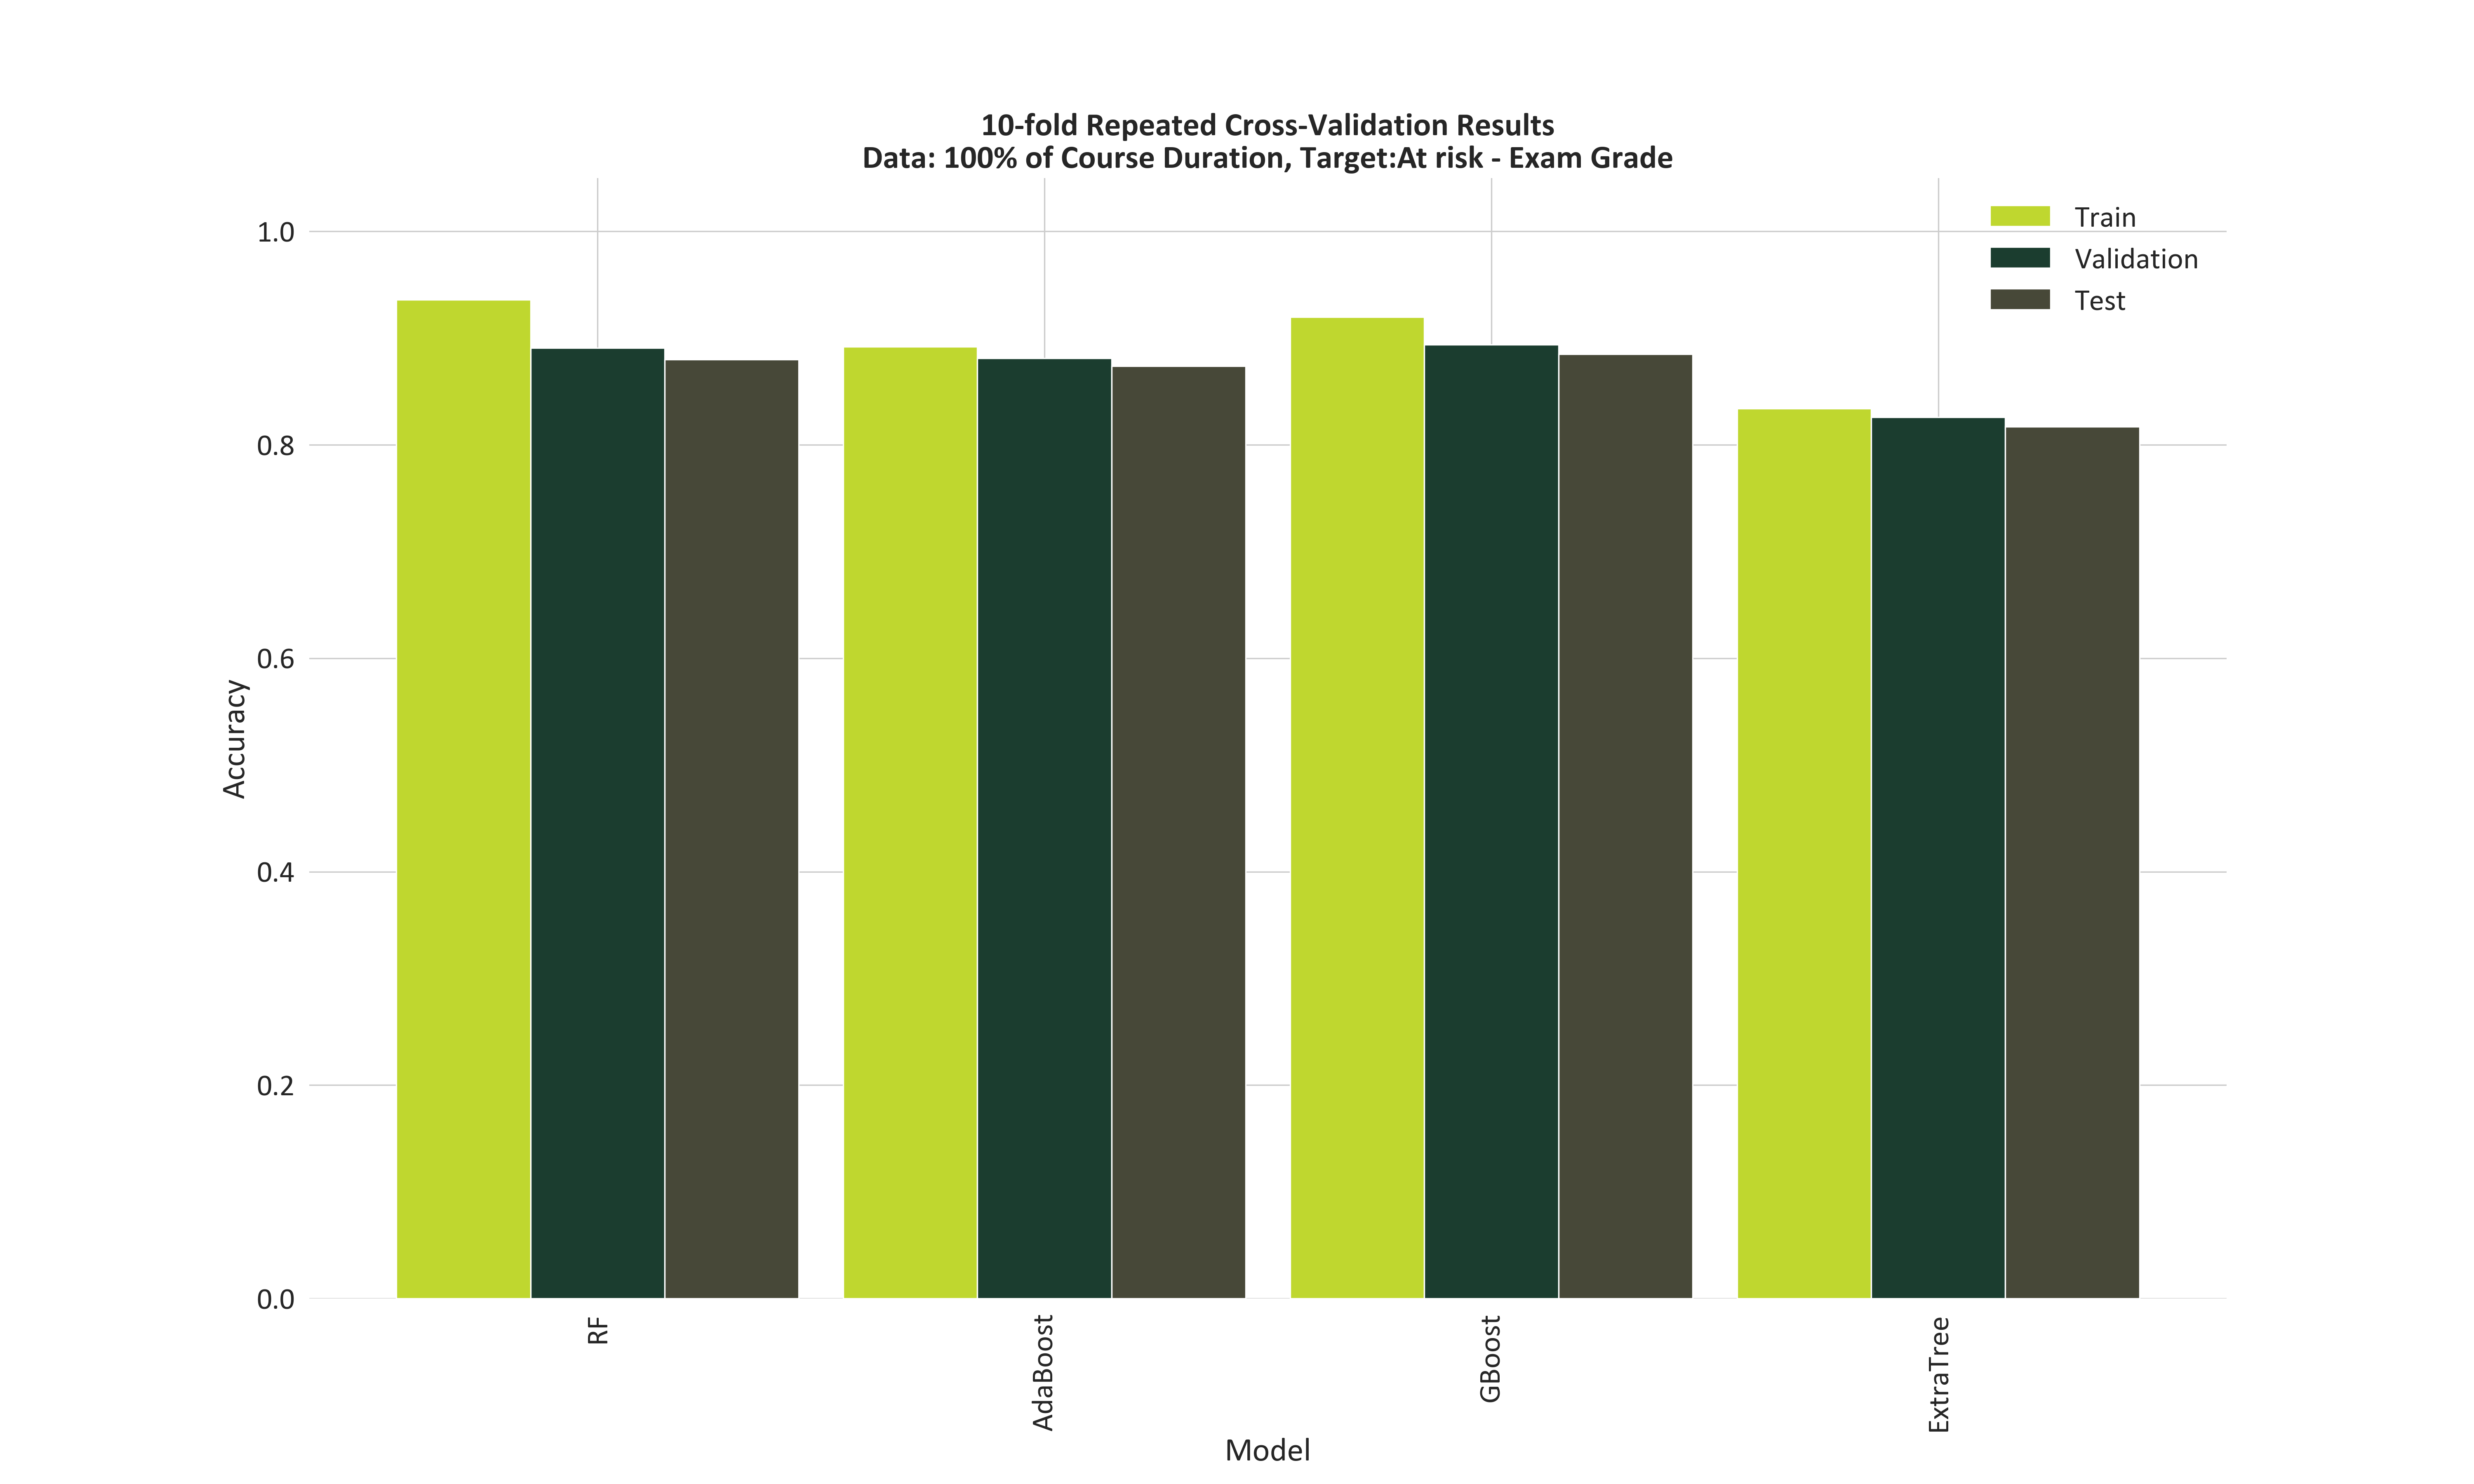 10-fold Repeated Cross-Validation Results
Data: 100% of Course Duration, Target:At risk - Exam Grade
Train
Validation
Test
1.0
0.8
0.6
0.4
0.2
0.0
Accuracy
RF
AdaBoost
GBoost
ExtraTree
Model